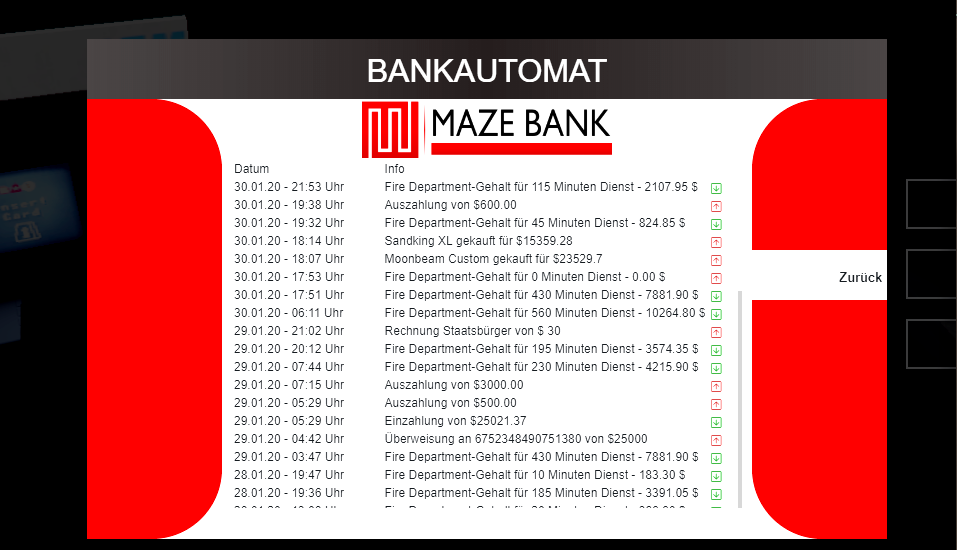 BANKAUTOMAT
MAZE BANK
Datum Info
30.01.20 - 21:53 Uhr Fire Department-Gehalt für 115 Minuten Dienst - 2107.95 $
30.01.20 - 19:38 Uhr Auszahlung von $600.00
30.01.20 - 19:32 Uhr Fire Department-Gehalt für 45 Minuten Dienst - 824.85 $
30.01.20 - 18:14 Uhr Sandking XL gekauft für $15359.28
30.01.20 - 18:07 Uhr Moonbeam Custom gekauft für $23529.7
30.01.20 - 17:53 Uhr Fire Department-Gehalt für 0 Minuten Dienst - 0.00 $
Zurück
30.01.20 - 17:51 Uhr Fire Department-Gehalt für 430 Minuten Dienst - 7881.90 $
30.01.20 - 06:11 Uhr Fire Department-Gehalt für 560 Minuten Dienst - 10264.80 $
29.01.20 - 21:02 Uhr Rechnung Staatsbürger von $ 30
29.01.20 - 20:12 Uhr Fire Department-Gehalt für 195 Minuten Dienst - 3574.35 $
29.01.20 - 07:44 Uhr Fire Department-Gehalt für 230 Minuten Dienst - 4215.90 $
29.01.20 - 07:15 Uhr Auszahlung von $3000.00
29.01.20 - 05:29 Uhr Auszahlung von $500.00
29.01.20 - 05:29 Uhr Einzahlung von $25021.37
29.01.20 - 04:42 Uhr Überweisung an 6752348490751380 von $25000
29.01.20 - 03:47 Uhr Fire Department-Gehalt für 430 Minuten Dienst - 7881.90 $
28.01.20 - 19:47 Uhr Fire Department-Gehalt für 10 Minuten Dienst - 183.30 $
28.01.20 - 19:36 Uhr Fire Department-Gehalt für 185 Minuten Dienst - 3391.05 $